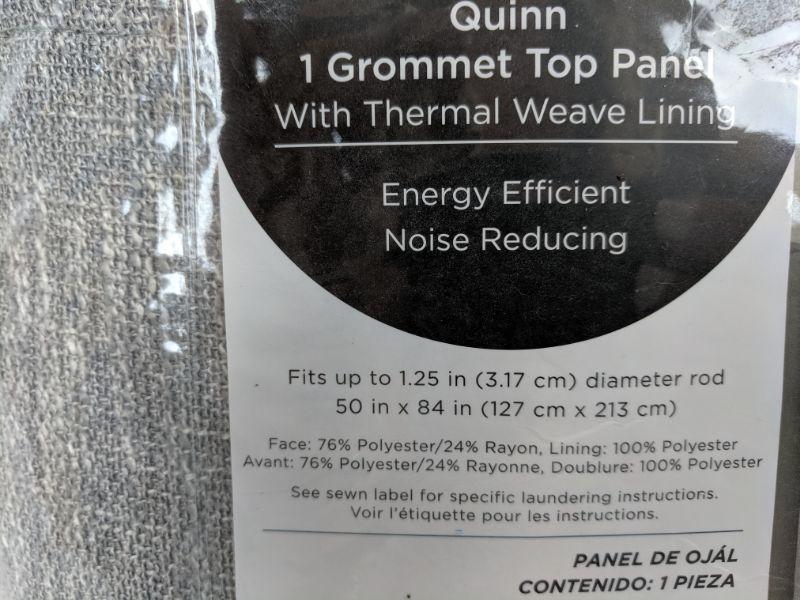 Quinn
1 Grommet Top Panel
With Thermal Weave Lining
Energy Efficient
Noise Reducing
Fits up to 1.25 in (3.17 cm) diameter rod
50 in x 84 in (127 cm x 213 cm)
Face: 76% Polyester/24% Rayon, Lining: 100% Polyester
Avant: 76% Polyester/24% Rayonne, Doublure: 100% Polyester
See sewn label for specific laundering instructions.
Voir l'étiquette pour les instructions.
PANEL DE OJÁL
CONTENIDO: 1 PIEZA